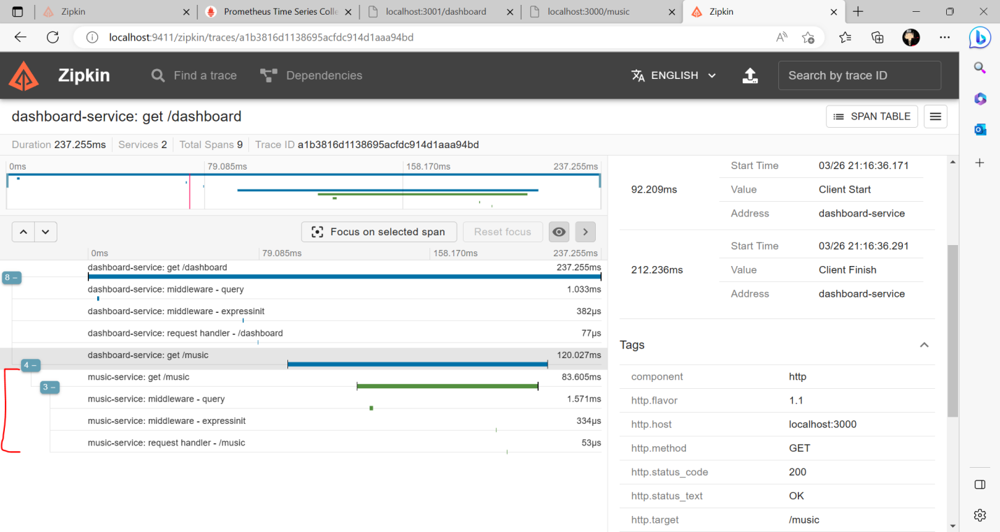 Zipkin
Prometheus Time Series Colle
localhost:3001/dashboard
localhost:3000/music
Zipkin
localhost:9411/zipkin/traces/a1b3816d1138695acfdc914d1aaa94bd
Zipkin
Find a trace
Dependencies
ENGLISH
Search by trace ID
dashboard-service: get /dashboard
SPAN TABLE
Duration 237.255ms Services 2 Total Spans 9 Trace ID a1b3816d1138695acfdc914d1aaa94bd
0ms 79.085ms 158.170ms 237.255ms
Focus on selected span
Reset focus
0ms 79.085ms 158.170ms 237.255ms
dashboard-service: get /dashboard 237.255ms
8 −
dashboard-service: middleware - query 1.033ms
dashboard-service: middleware - expressinit 382μs
dashboard-service: request handler - /dashboard 77μs
dashboard-service: get /music 120.027ms
4 −
music-service: get /music 83.605ms
3 −
music-service: middleware - query 1.571ms
music-service: middleware - expressinit 334μs
music-service: request handler - /music 53μs
Start Time 03/26 21:16:36.171
92.209ms Value Client Start
Address dashboard-service
Start Time 03/26 21:16:36.291
212.236ms Value Client Finish
Address dashboard-service
Tags
component http
http.flavor 1.1
http.host localhost:3000
http.method GET
http.status_code 200
http.status_text OK
http.target /music